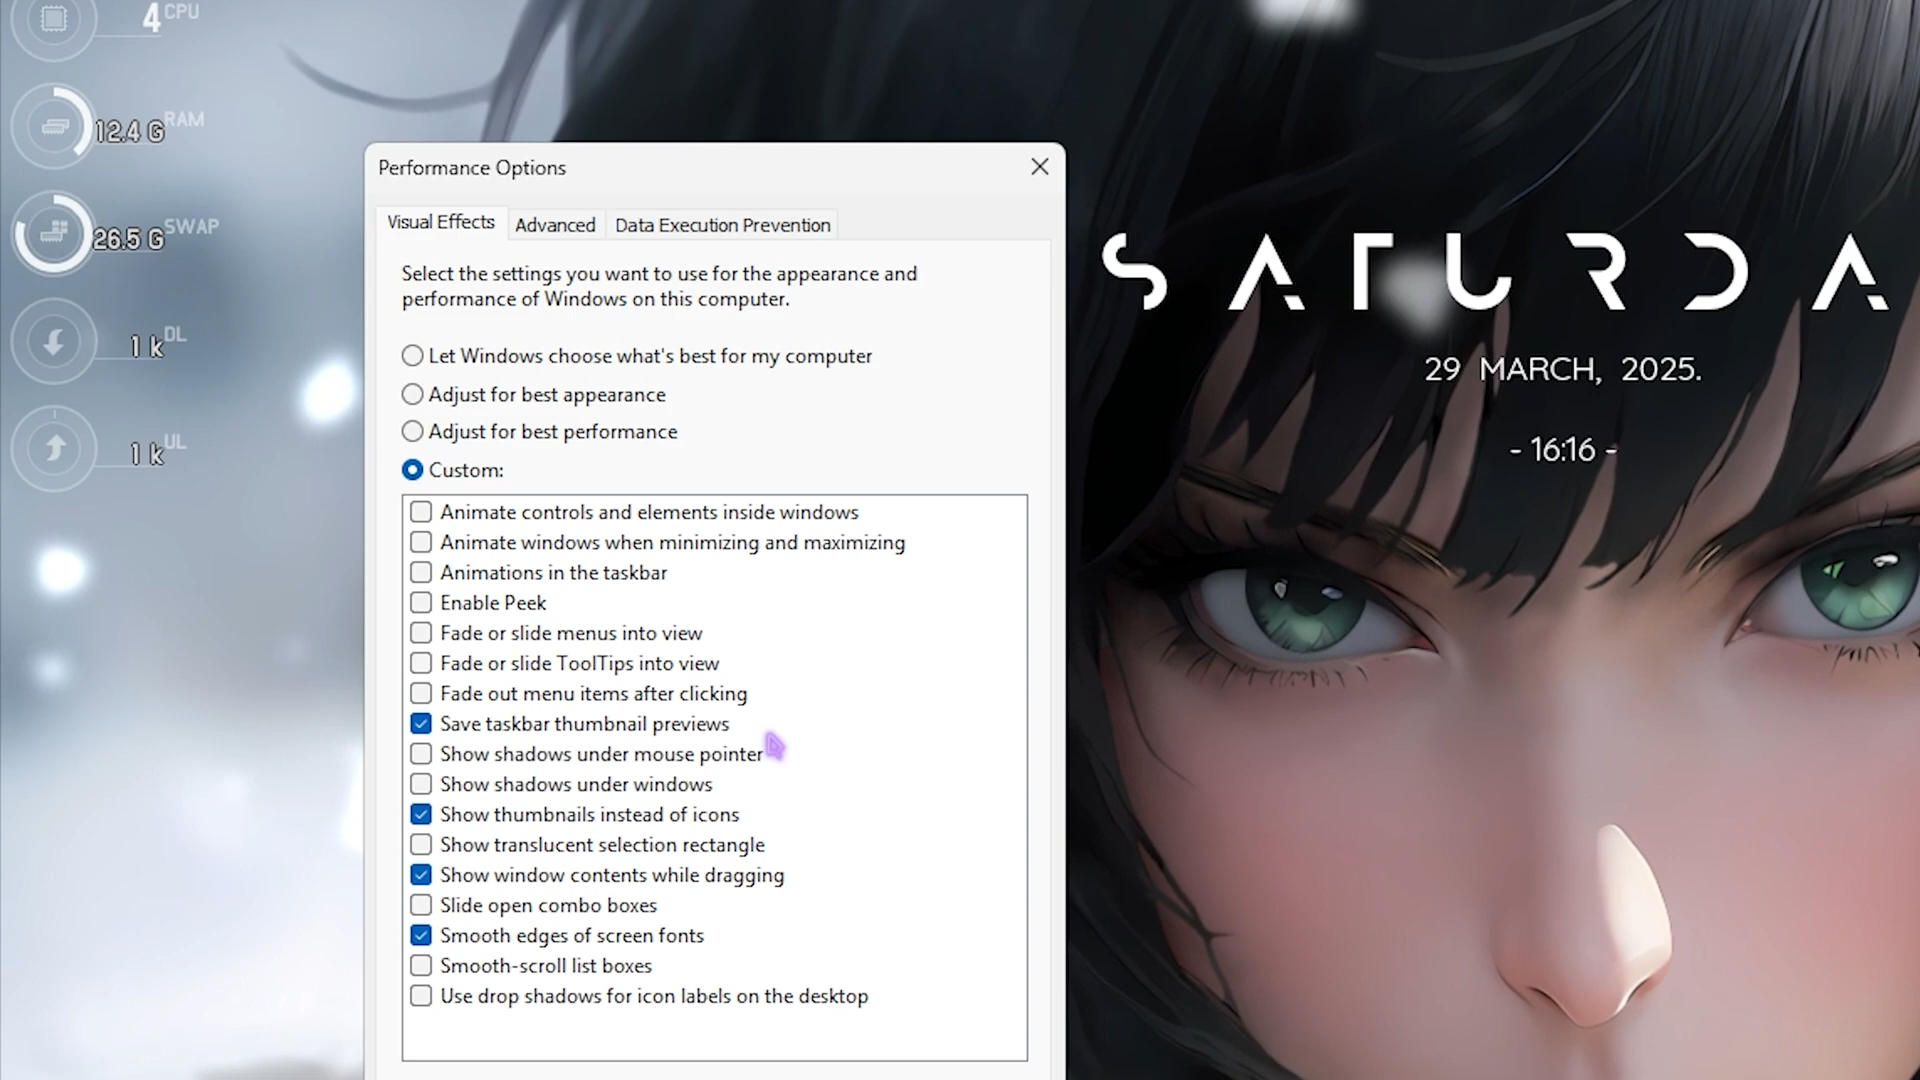 4 CPU
12.4 G RAM
26.5 G SWAP
1 k DL
1 k UL
Performance Options
Visual Effects
Advanced
Data Execution Prevention
Select the settings you want to use for the appearance and
performance of Windows on this computer.
Let Windows choose what's best for my computer
Adjust for best appearance
Adjust for best performance
Custom:
Animate controls and elements inside windows
Animate windows when minimizing and maximizing
Animations in the taskbar
Enable Peek
Fade or slide menus into view
Fade or slide ToolTips into view
Fade out menu items after clicking
Save taskbar thumbnail previews
Show shadows under mouse pointer
Show shadows under windows
Show thumbnails instead of icons
Show translucent selection rectangle
Show window contents while dragging
Slide open combo boxes
Smooth edges of screen fonts
Smooth-scroll list boxes
Use drop shadows for icon labels on the desktop
SATURDA
29 MARCH, 2025.
- 16:16 -